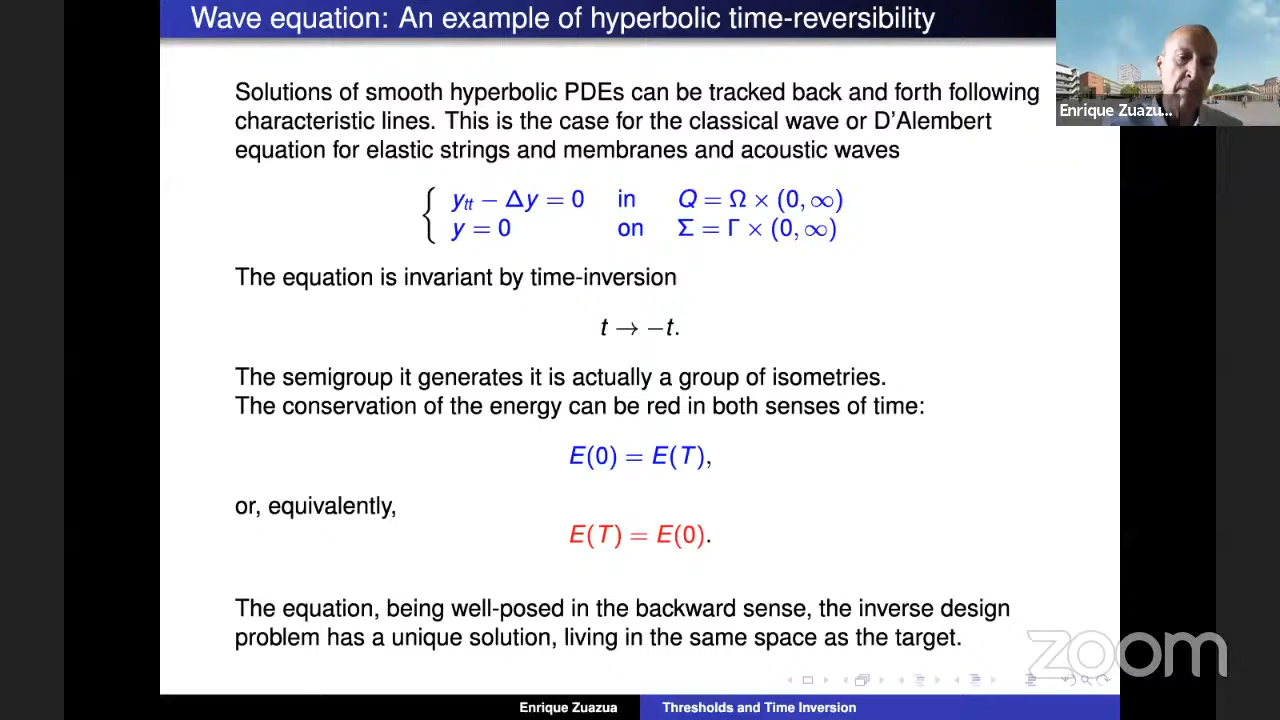 Wave equation: An example of hyperbolic time-reversibility
Enrique Zuazu...
Solutions of smooth hyperbolic PDEs can be tracked back and forth following
characteristic lines. This is the case for the classical wave or D'Alembert
equation for elastic strings and membranes and acoustic waves
y_tt − Δy = 0 in Q = Ω × (0, ∞)
y = 0 on Σ = Γ × (0, ∞)
The equation is invariant by time-inversion
t → −t.
The semigroup it generates it is actually a group of isometries.
The conservation of the energy can be red in both senses of time:
E(0) = E(T),
or, equivalently,
E(T) = E(0).
The equation, being well-posed in the backward sense, the inverse design
problem has a unique solution, living in the same space as the target.
zoom
Enrique Zuazua Thresholds and Time Inversion